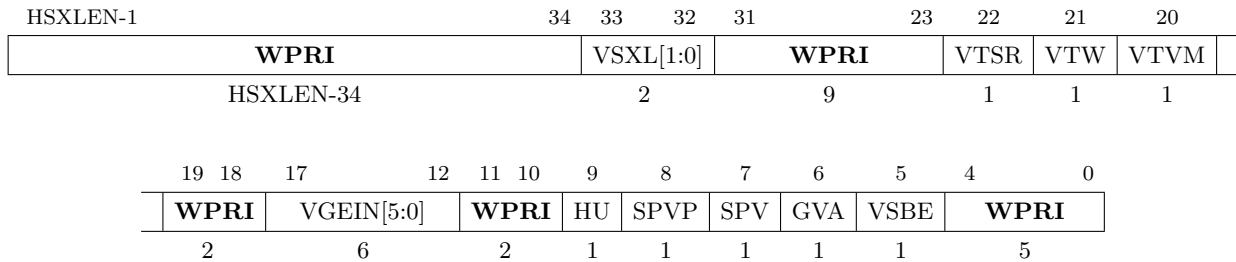 HSXLEN-1 34 33 32 31 23 22 21 20
WPRI VSXL[1:0] WPRI VTSR VTW VTVM
HSXLEN-34 2 9 1 1 1
19 18 17 12 11 10 9 8 7 6 5 4 0
WPRI VGEIN[5:0] WPRI HU SPVP SPV GVA VSBE WPRI
2 6 2 1 1 1 1 1 5